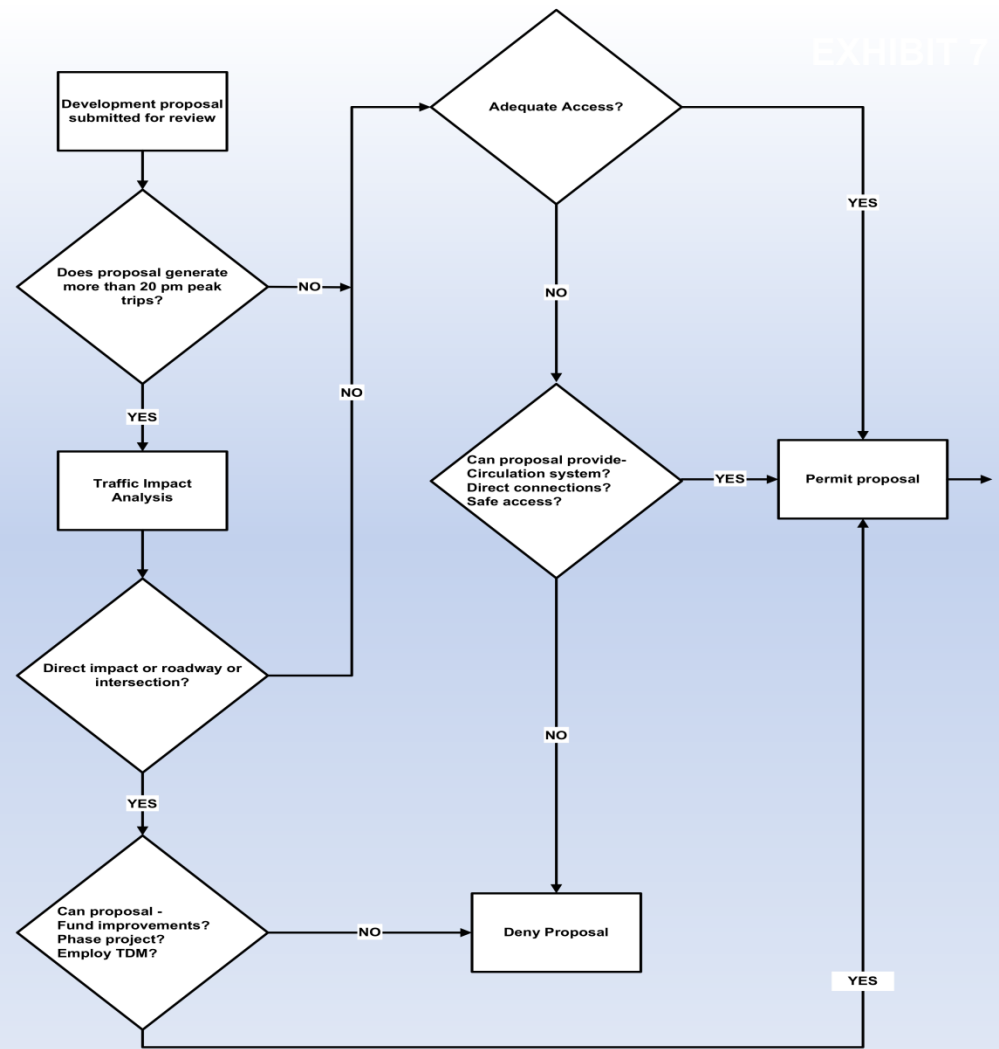 EXHIBIT 7
Development proposal
submitted for review
Adequate Access?
YES
Does proposal generate
more than 20 pm peak
trips?
NO
NO
NO
YES
Traffic Impact
Analysis
Can proposal provide-
Circulation system?
Direct connections?
Safe access?
YES
Permit proposal
Direct impact or roadway or
intersection?
NO
YES
Can proposal -
Fund improvements?
Phase project?
Employ TDM?
NO
Deny Proposal
YES